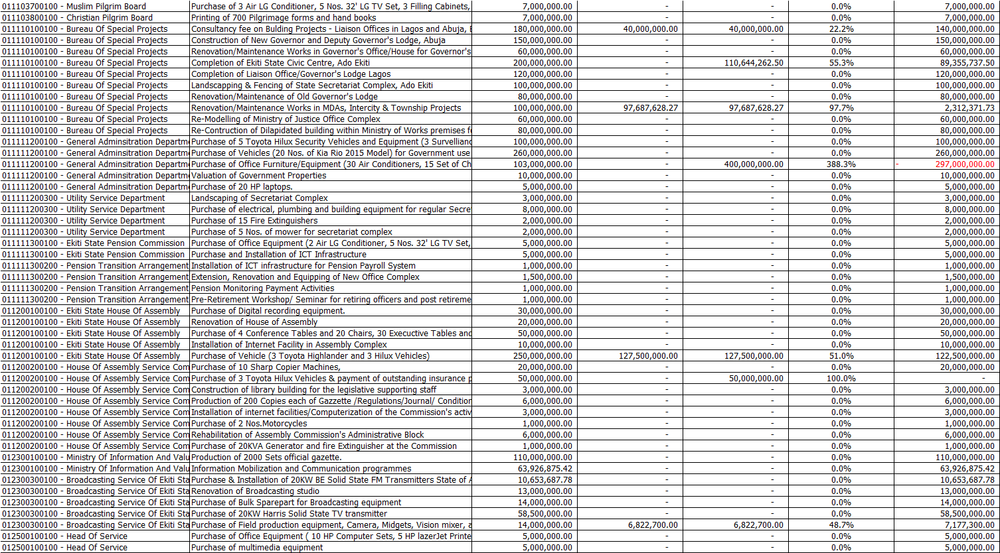 011103700100 - Muslim Pilgrim Board Purchase of 3 Air LG Conditioner, 5 Nos. 32' LG TV Set, 3 Filling Cabinets, 7,000,000.00 - - 0.0% 7,000,000.00
011103800100 - Christian Pilgrim Board Printing of 700 Pilgrimage forms and hand books 7,000,000.00 - - 0.0% 7,000,000.00
011110100100 - Bureau Of Special Projects Consultancy fee on Bulding Projects - Liaison Offices in Lagos and Abuja, E 180,000,000.00 40,000,000.00 40,000,000.00 22.2% 140,000,000.00
011110100100 - Bureau Of Special Projects Construction of New Governor and Deputy Governor's Lodge, Abuja 150,000,000.00 - - 0.0% 150,000,000.00
011110100100 - Bureau Of Special Projects Renovation/Maintenance Works in Governor's Office/House for Governor's 60,000,000.00 - - 0.0% 60,000,000.00
011110100100 - Bureau Of Special Projects Completion of Ekiti State Civic Centre, Ado Ekiti 200,000,000.00 - 110,644,262.50 55.3% 89,355,737.50
011110100100 - Bureau Of Special Projects Completion of Liaison Office/Governor's Lodge Lagos 120,000,000.00 - - 0.0% 120,000,000.00
011110100100 - Bureau Of Special Projects Landscapping & Fencing of State Secretariat Complex, Ado Ekiti 100,000,000.00 - - 0.0% 100,000,000.00
011110100100 - Bureau Of Special Projects Renovation/Maintenance of Old Governor's Lodge 80,000,000.00 - - 0.0% 80,000,000.00
011110100100 - Bureau Of Special Projects Renovation/Maintenance Works in MDAs, Intercity & Township Projects 100,000,000.00 97,687,628.27 97,687,628.27 97.7% 2,312,371.73
011110100100 - Bureau Of Special Projects Re-Modelling of Ministry of Justice Office Complex 60,000,000.00 - - 0.0% 60,000,000.00
011110100100 - Bureau Of Special Projects Re-Contruction of Dilapidated building within Ministry of Works premises fo 80,000,000.00 - - 0.0% 80,000,000.00
011111200100 - General Adminsitration Departme Purchase of 5 Toyota Hilux Security Vehicles and Equipment (3 Survellianc 100,000,000.00 - - 0.0% 100,000,000.00
011111200100 - General Adminsitration Departme Purchase of Vehicles (20 Nos. of Kia Rio 2015 Model) for Government use 260,000,000.00 - - 0.0% 260,000,000.00
011111200100 - General Adminsitration Departme Purchase of Office Furniture/Equipment (30 Air Conditioners, 15 Set of Ch 103,000,000.00 - 400,000,000.00 388.3% - 297,000,000.00
011111200100 - General Adminsitration Departme Valuation of Government Properties 10,000,000.00 - - 0.0% 10,000,000.00
011111200100 - General Adminsitration Departme Purchase of 20 HP laptops. 5,000,000.00 - - 0.0% 5,000,000.00
011111200300 - Utility Service Department Landscaping of Secretariat Complex 3,000,000.00 - - 0.0% 3,000,000.00
011111200300 - Utility Service Department Purchase of electrical, plumbing and building equipment for regular Secre 8,000,000.00 - - 0.0% 8,000,000.00
011111200300 - Utility Service Department Purchase of 15 Fire Extinguishers 2,000,000.00 - - 0.0% 2,000,000.00
011111200300 - Utility Service Department Purchase of 5 Nos. of mower for secretariat complex 2,000,000.00 - - 0.0% 2,000,000.00
011111300100 - Ekiti State Pension Commission Purchase of Office Equipment (2 Air LG Conditioner, 5 Nos. 32' LG TV Set, 5,000,000.00 - - 0.0% 5,000,000.00
011111300100 - Ekiti State Pension Commission Purchase and Installation of ICT Infrastructure 5,000,000.00 - - 0.0% 5,000,000.00
011111300200 - Pension Transition Arrangement Installation of ICT infrastructure for Pension Payroll System 1,000,000.00 - - 0.0% 1,000,000.00
011111300200 - Pension Transition Arrangement Extension, Renovation and Equipping of New Office Complex 1,500,000.00 - - 0.0% 1,500,000.00
011111300200 - Pension Transition Arrangement Pension Monitoring Payment Activities 1,000,000.00 - - 0.0% 1,000,000.00
011111300200 - Pension Transition Arrangement Pre-Retirement Workshop/ Seminar for retiring officers and post retireme 1,000,000.00 - - 0.0% 1,000,000.00
011200100100 - Ekiti State House Of Assembly Purchase of Digital recording equipment. 30,000,000.00 - - 0.0% 30,000,000.00
011200100100 - Ekiti State House Of Assembly Renovation of House of Assembly 20,000,000.00 - - 0.0% 20,000,000.00
011200100100 - Ekiti State House Of Assembly Purchase of 4 Conference Tables and 20 Chairs, 30 Executive Tables and 50,000,000.00 - - 0.0% 50,000,000.00
011200100100 - Ekiti State House Of Assembly Installation of Internet Facility in Assembly Complex 10,000,000.00 - - 0.0% 10,000,000.00
011200100100 - Ekiti State House Of Assembly Purchase of Vehicle (3 Toyota Highlander and 3 Hilux Vehicles) 250,000,000.00 127,500,000.00 127,500,000.00 51.0% 122,500,000.00
011200200100 - House Of Assembly Service Com Purchase of 10 Sharp Copier Machines, 20,000,000.00 - - 0.0% 20,000,000.00
011200200100 - House Of Assembly Service Com Purchase of 3 Toyota Hilux Vehicles & payment of outstanding insurance p 50,000,000.00 - 50,000,000.00 100.0% -
011200200100 - House Of Assembly Service Com Construction of library building for the legislative supporting staff 3,000,000.00 - - 0.0% 3,000,000.00
011200200100 - House Of Assembly Service Com Production of 200 Copies each of Gazzette /Regulations/Journal/ Condition 6,000,000.00 - - 0.0% 6,000,000.00
011200200100 - House Of Assembly Service Com Installation of internet facilities/Computerization of the Commission's activ 3,000,000.00 - - 0.0% 3,000,000.00
011200200100 - House Of Assembly Service Com Purchase of 2 Nos.Motorcycles 1,000,000.00 - - 0.0% 1,000,000.00
011200200100 - House Of Assembly Service Com Rehabilitation of Assembly Commission's Administrative Block 6,000,000.00 - - 0.0% 6,000,000.00
011200200100 - House Of Assembly Service Com Purchase of 20KVA Generator and fire Extinguisher at the Commission 1,000,000.00 - - 0.0% 1,000,000.00
012300100100 - Ministry Of Information And Valu Production of 2000 Sets official gazette. 110,000,000.00 - - 0.0% 110,000,000.00
012300100100 - Ministry Of Information And Valu Information Mobilization and Communication programmes 63,926,875.42 - - 0.0% 63,926,875.42
012300300100 - Broadcasting Service Of Ekiti Sta Purchase & Installation of 20KW BE Solid State FM Transmitters State of A 10,653,687.78 - - 0.0% 10,653,687.78
012300300100 - Broadcasting Service Of Ekiti Sta Renovation of Broadcasting studio 13,000,000.00 - - 0.0% 13,000,000.00
012300300100 - Broadcasting Service Of Ekiti Sta Purchase of Bulk Sparepart for Broadcasting equipment 14,000,000.00 - - 0.0% 14,000,000.00
012300300100 - Broadcasting Service Of Ekiti Sta Purchase of 20KW Harris Solid State TV transmitter 58,500,000.00 - - 0.0% 58,500,000.00
012300300100 - Broadcasting Service Of Ekiti Sta Purchase of Field production equipment, Camera, Midgets, Vision mixer, a 14,000,000.00 6,822,700.00 6,822,700.00 48.7% 7,177,300.00
012500100100 - Head Of Service Purchase of Office Equipment ( 10 HP Computer Sets, 5 HP lazerJet Printe 5,000,000.00 - - 0.0% 5,000,000.00
012500100100 - Head Of Service Purchase of multimedia equipment 5,000,000.00 - - 0.0% 5,000,000.00